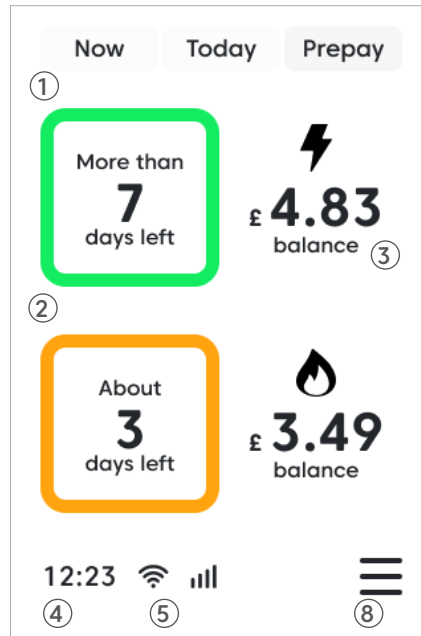 Now Today Prepay
①
More than
7
days left
£ 4.83
balance
③
②
About
3
days left
£ 3.49
balance
12:23
④ ⑤ ⑧